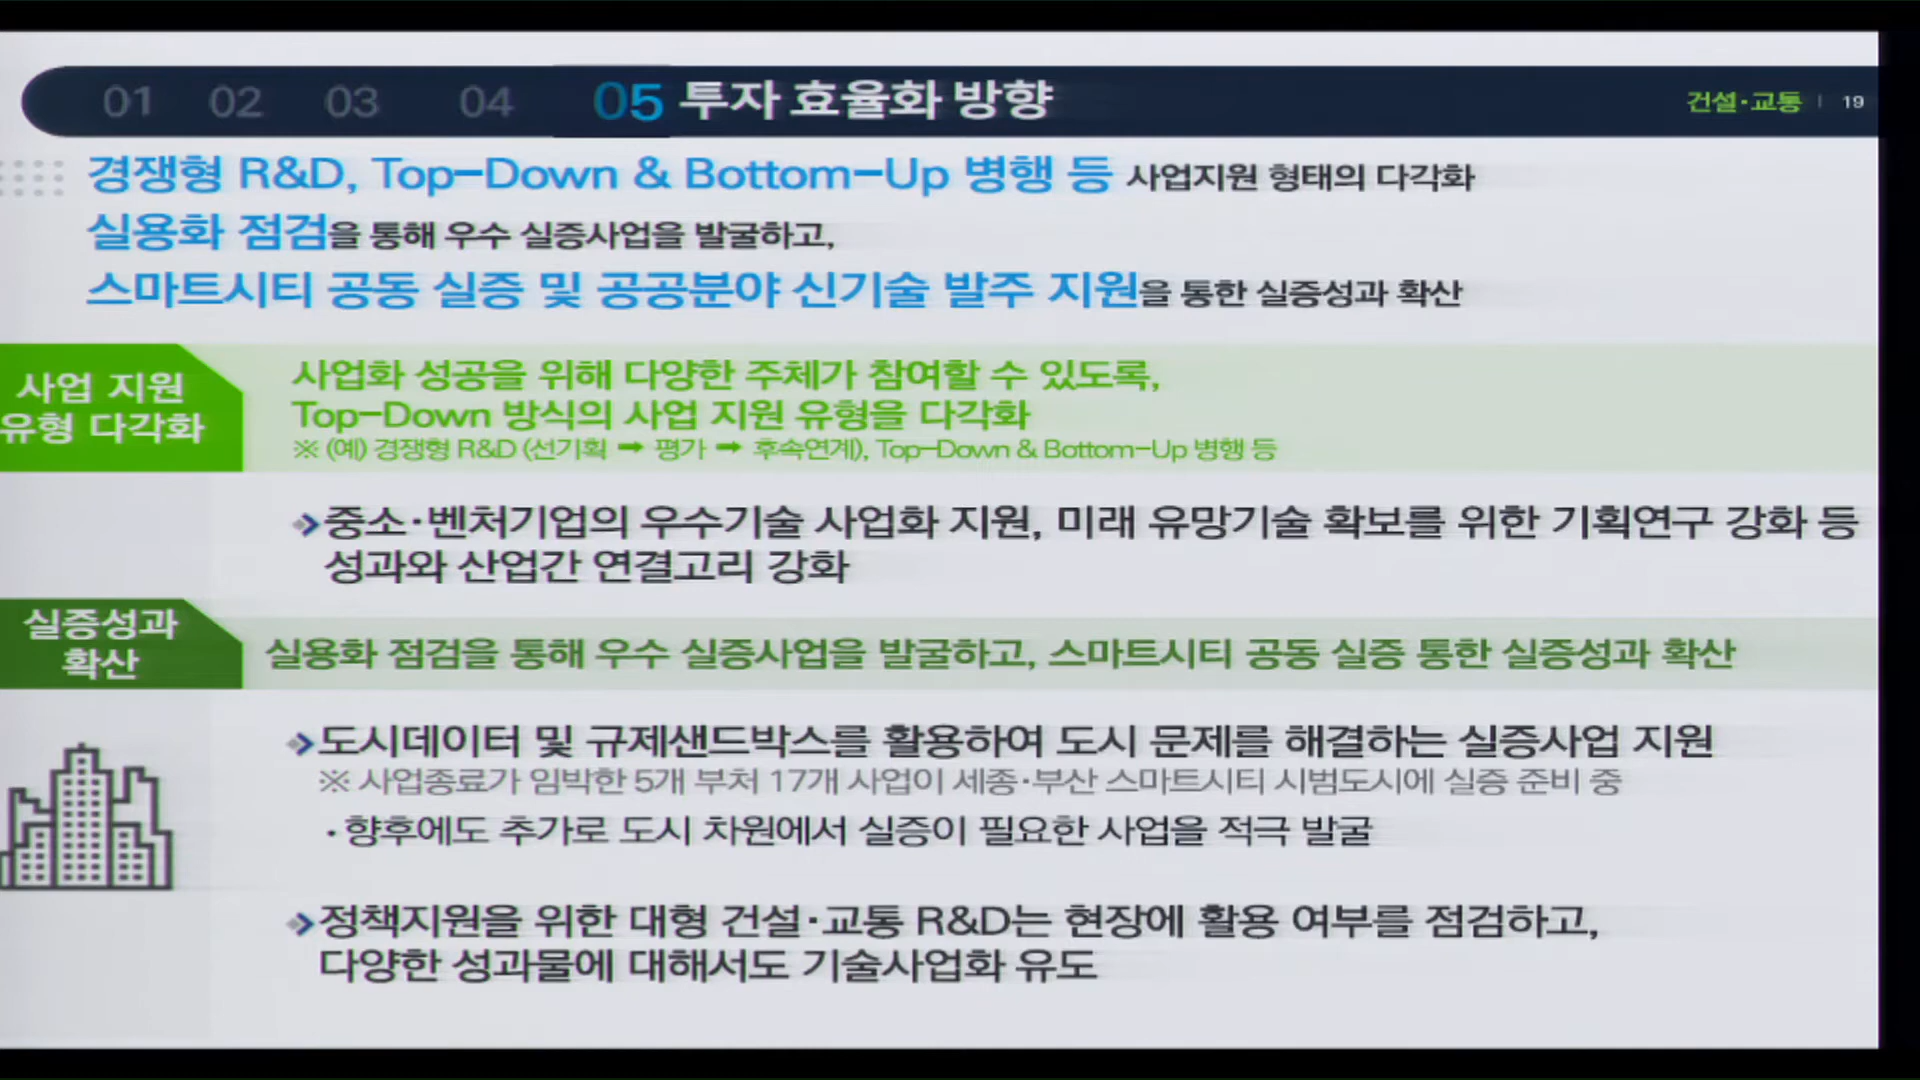 01 02 03 04 05 투자 효율화 방향 건설·교통 | 19
경쟁형 R&D, Top-Down & Bottom-Up 병행 등 사업지원 형태의 다각화
실용화 점검을 통해 우수 실증사업을 발굴하고,
스마트시티 공동 실증 및 공공분야 신기술 발주 지원을 통한 실증성과 확산
사업 지원
유형 다각화
사업화 성공을 위해 다양한 주체가 참여할 수 있도록,
Top-Down 방식의 사업 지원 유형을 다각화
※ (예) 경쟁형 R&D (선기획 ➡ 평가 ➡ 후속연계), Top-Down & Bottom-Up 병행 등
중소·벤처기업의 우수기술 사업화 지원, 미래 유망기술 확보를 위한 기획연구 강화 등
성과와 산업간 연결고리 강화
실증성과
확산
실용화 점검을 통해 우수 실증사업을 발굴하고, 스마트시티 공동 실증 통한 실증성과 확산
도시데이터 및 규제샌드박스를 활용하여 도시 문제를 해결하는 실증사업 지원
※ 사업종료가 임박한 5개 부처 17개 사업이 세종·부산 스마트시티 시범도시에 실증 준비 중
· 향후에도 추가로 도시 차원에서 실증이 필요한 사업을 적극 발굴
정책지원을 위한 대형 건설·교통 R&D는 현장에 활용 여부를 점검하고,
다양한 성과물에 대해서도 기술사업화 유도